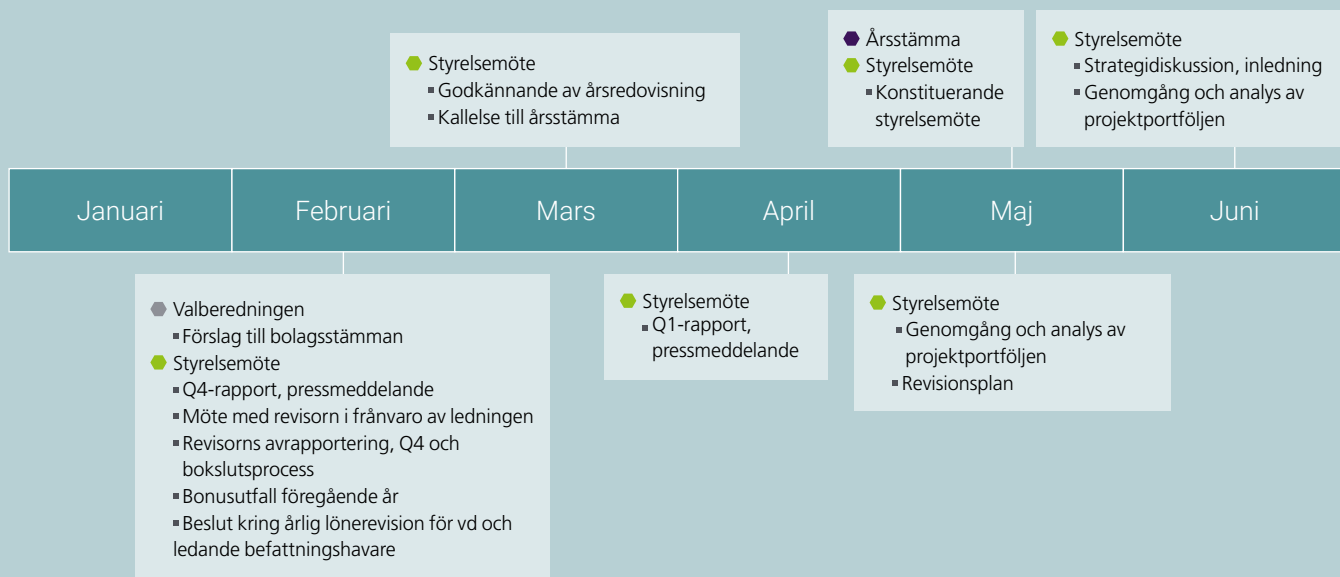 Styrelsemöte
Godkännande av årsredovisning
Kallelse till årsstämma
Årsstämma
Styrelsemöte
Konstituerande
styrelsemöte
Styrelsemöte
Strategidiskussion, inledning
Genomgång och analys av
projektportföljen
Januari
Februari
Mars
April
Maj
Juni
Valberedningen
Förslag till bolagsstämman
Styrelsemöte
Q4-rapport, pressmeddelande
Möte med revisorn i frånvaro av ledningen
Revisorns avrapportering, Q4 och
bokslutsprocess
Bonusutfall föregående år
Beslut kring årlig lönerevision för vd och
ledande befattningshavare
Styrelsemöte
Q1-rapport,
pressmeddelande
Styrelsemöte
Genomgång och analys av
projektportföljen
Revisionsplan